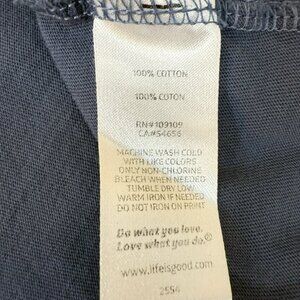 100% COTTON
100% COTON
RN#109109
CA#54656
MACHINE WASH COLD
WITH LIKE COLORS
ONLY NON-CHLORINE
BLEACH WHEN NEEDED
TUMBLE DRY LOW
WARM IRON IF NEEDED
DO NOT IRON ON PRINT
Do what you love.
Love what you do.®
www.lifeisgood.com
2554